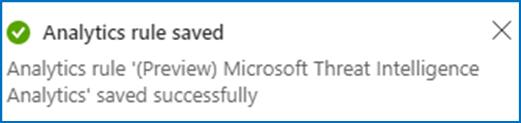 Analytics rule saved
Analytics rule '(Preview) Microsoft Threat Intelligence
Analytics' saved successfully